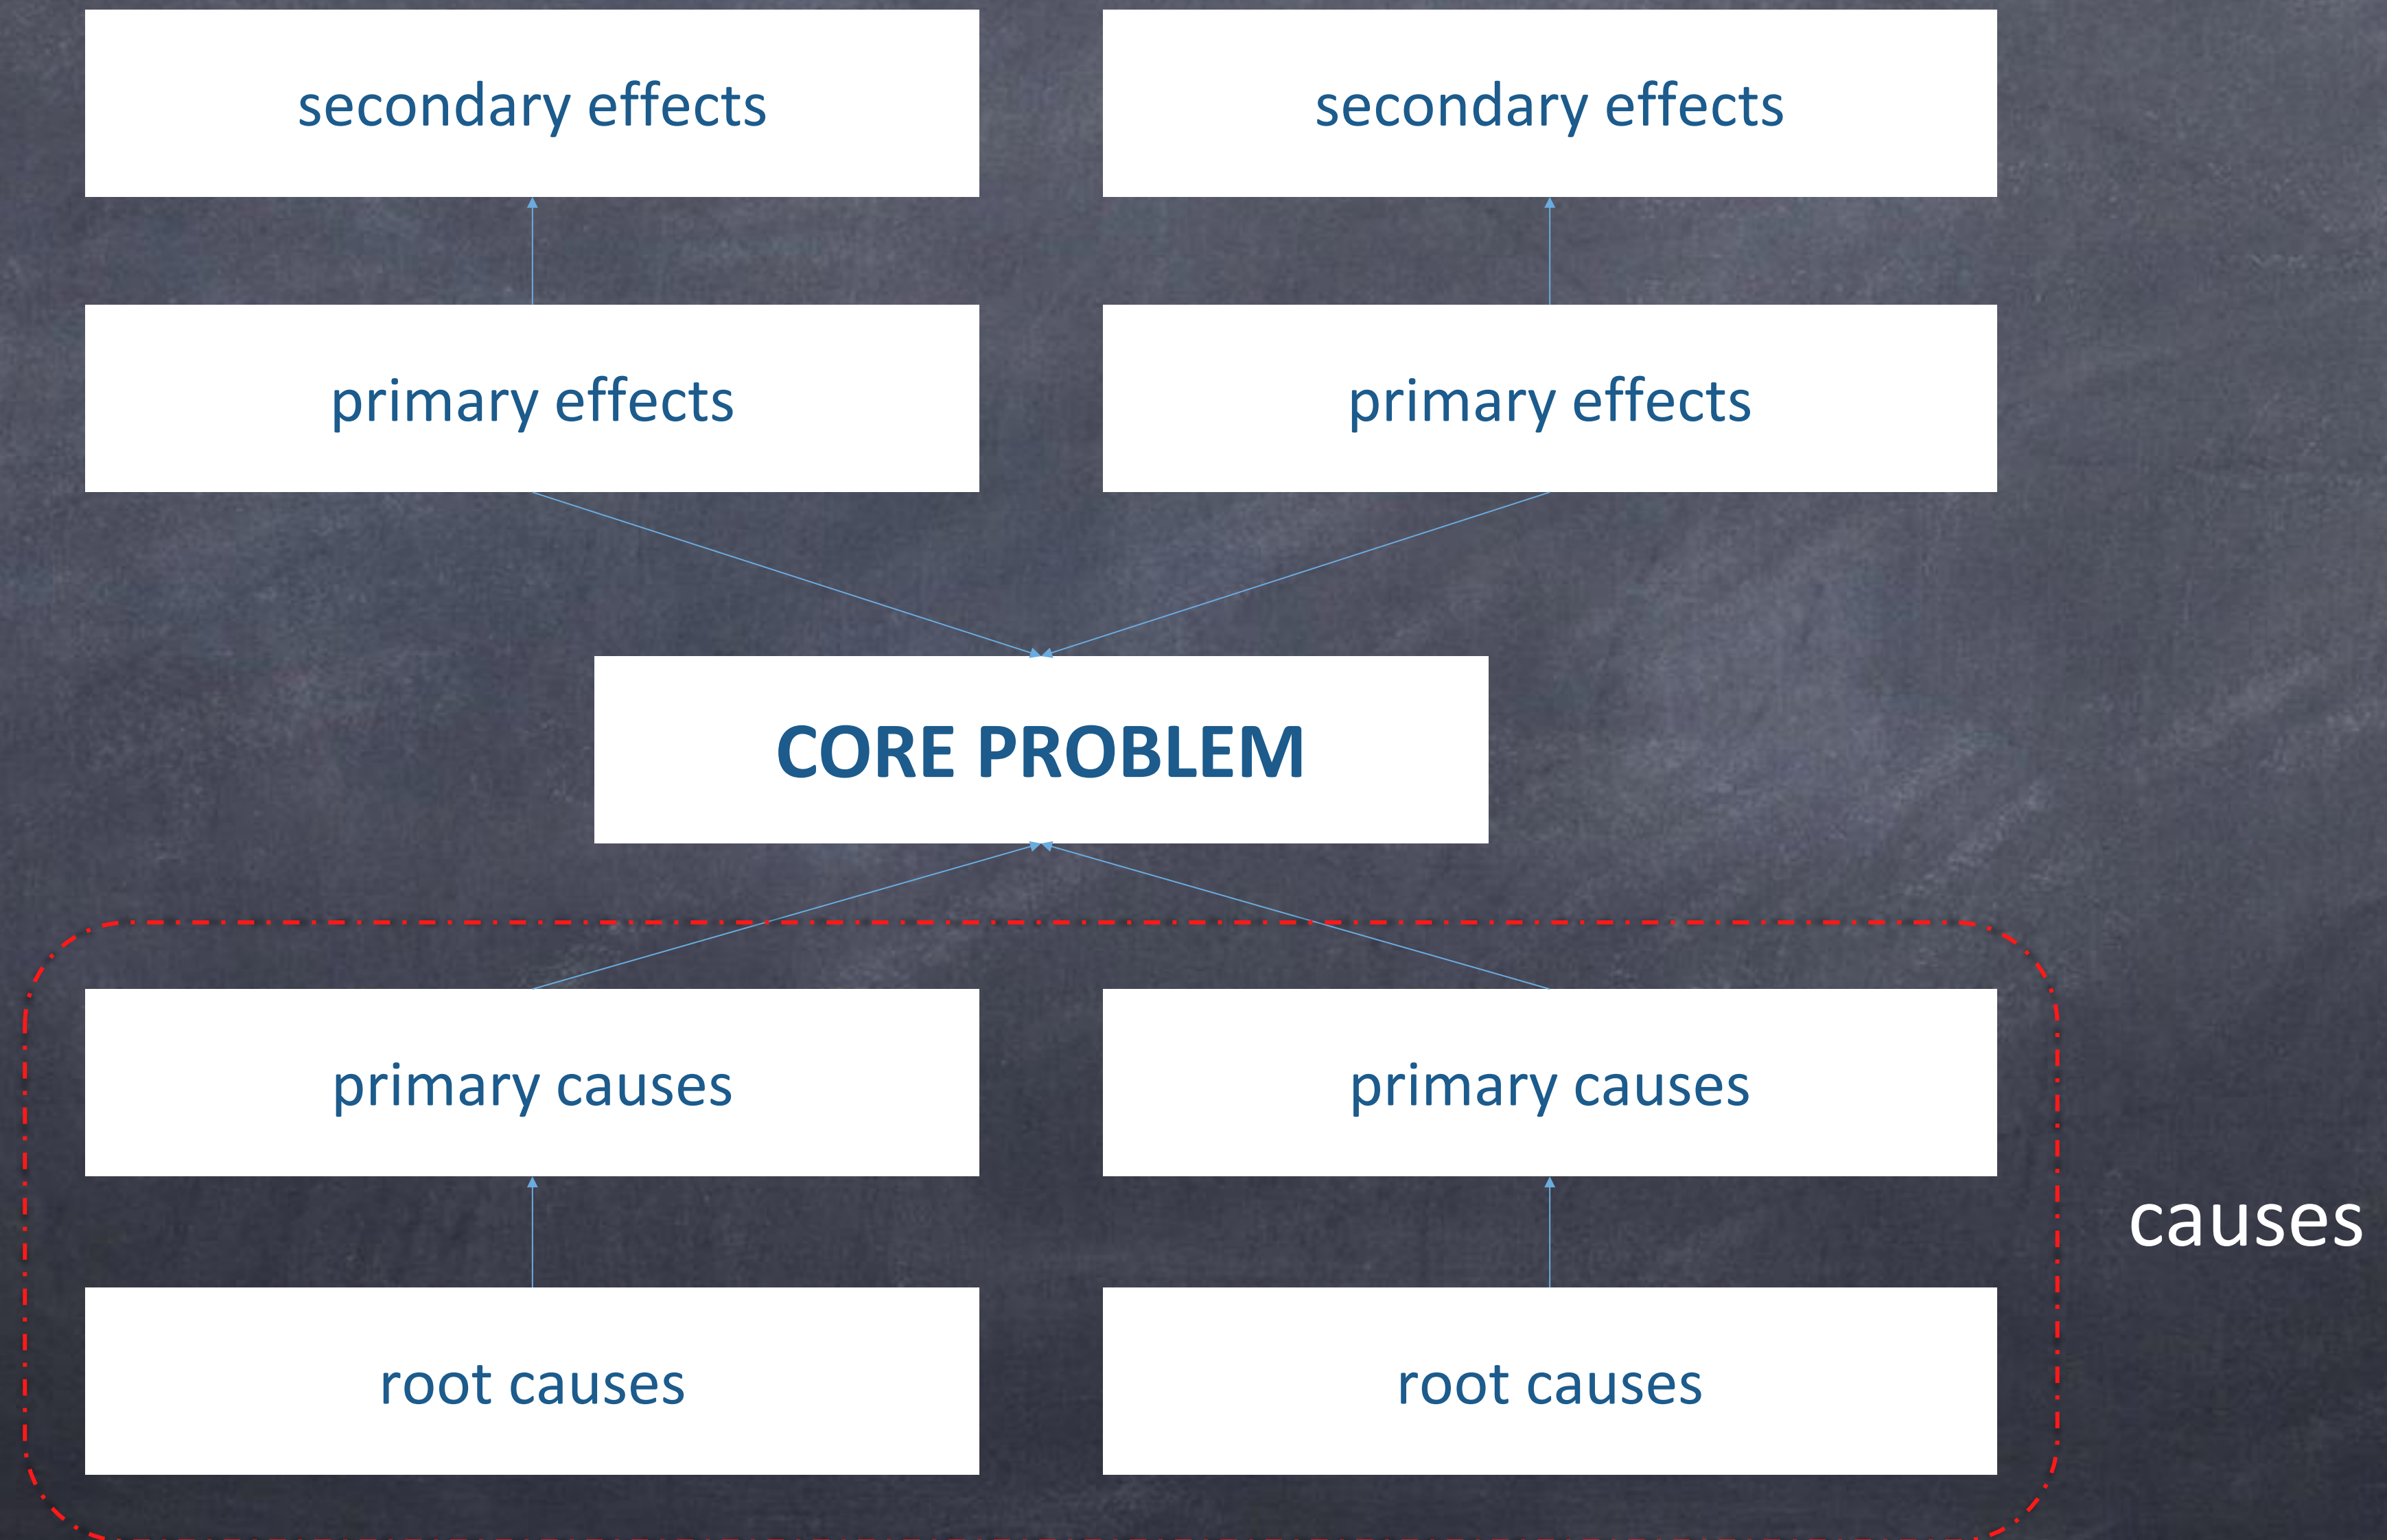 secondary effects
secondary effects
primary effects
primary effects
CORE PROBLEM
primary causes
primary causes
causes
root causes
root causes